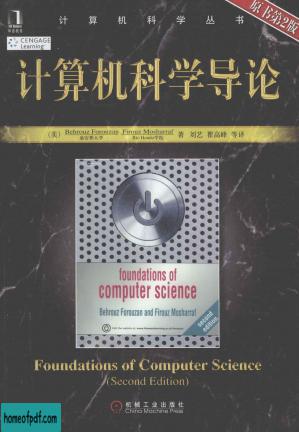 计算机科学丛书
CENGAGE
Learning
原书第2版
计算机科学导论
(美) Behrouz Forouzan Firouz Mosharraf 著 刘艺 瞿高峰 等译
foundations of
computer science
Behrouz Forouzan and Firouz Mosharraf
second edition
Foundations of Computer Science
(Second Edition)
机械工业出版社
China Machine Press
homeofpdf.com
homeofpdf.com